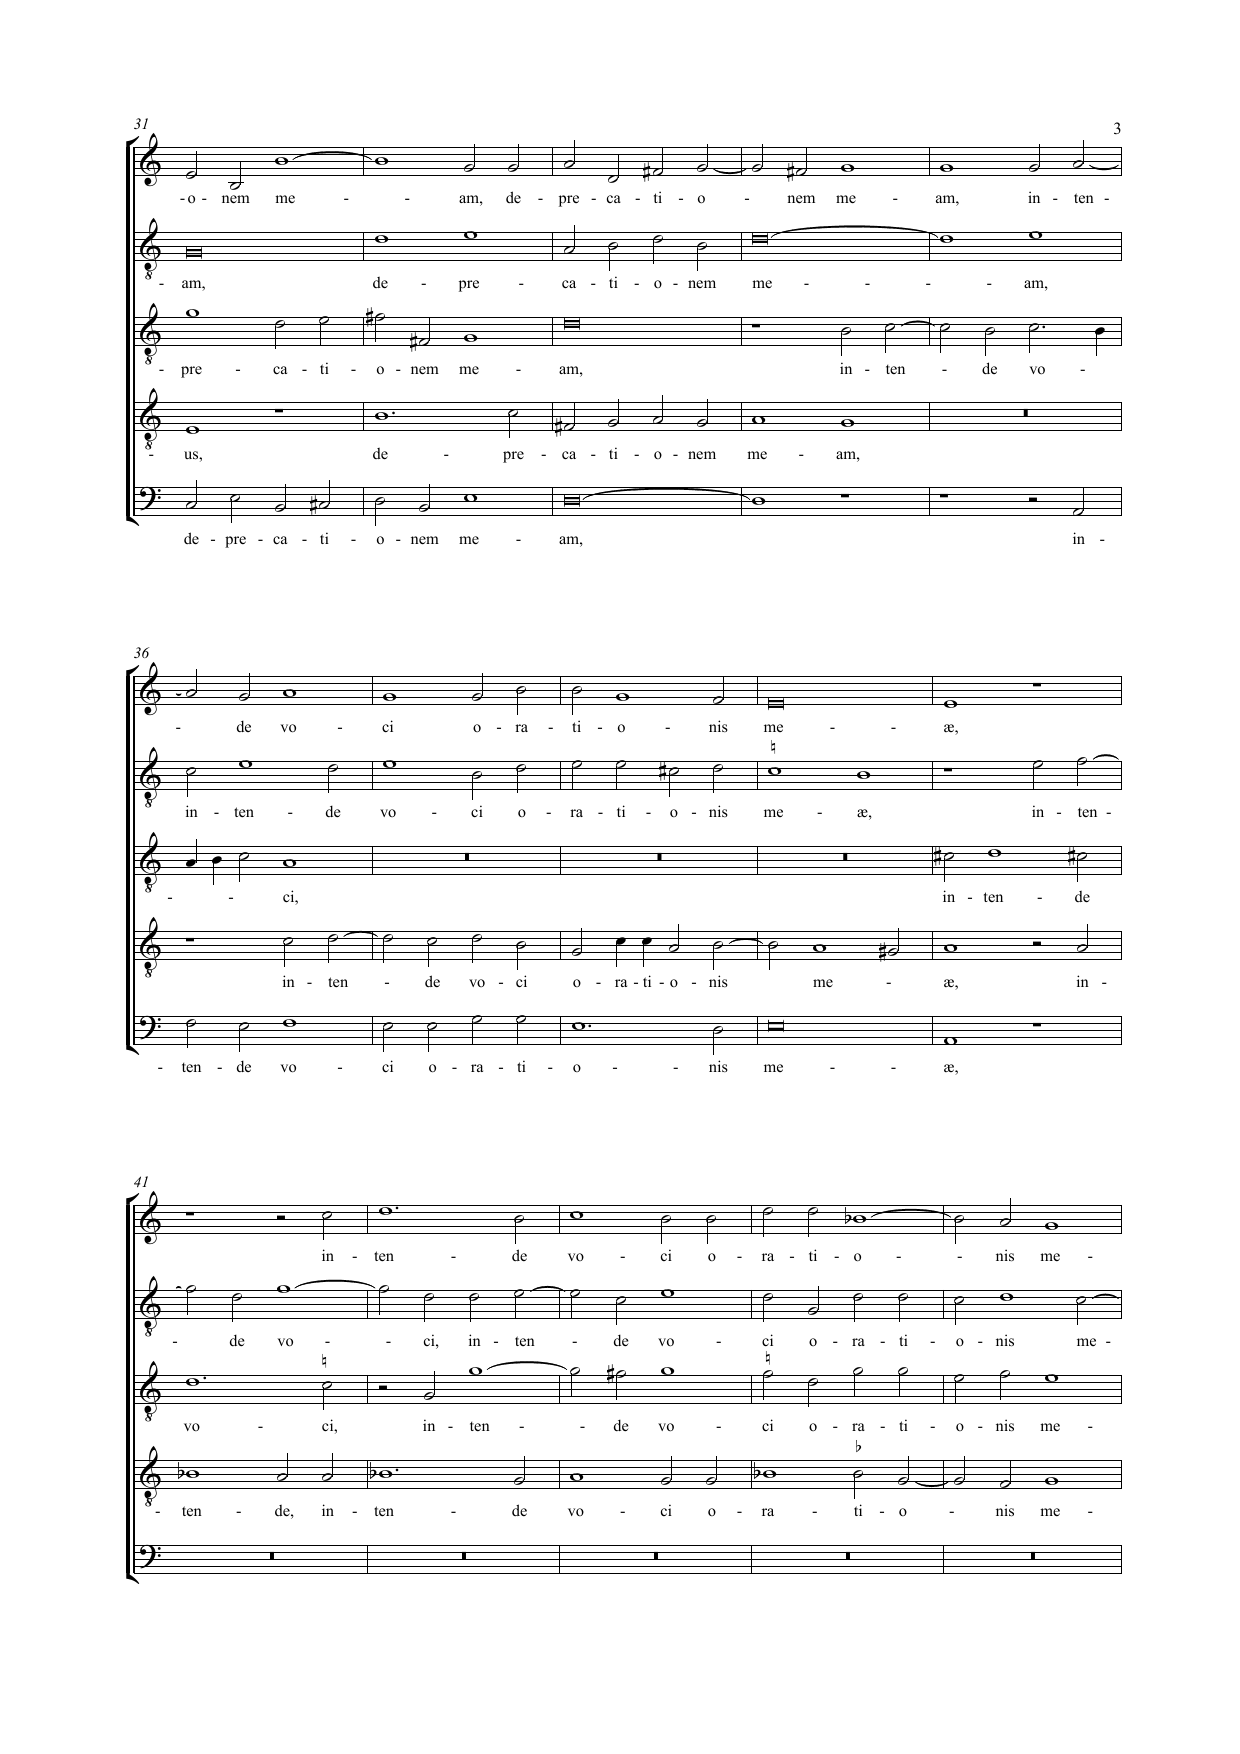 31
3
- o - nem me - - am, de - pre - ca - ti - o - nem me - am, in - ten -
- am, de - pre - ca - ti - o - nem me - - - am,
- pre - ca - ti - o - nem me - am, in - ten - de vo -
- us, de - pre - ca - ti - o - nem me - am,
de - pre - ca - ti - o - nem me - am, in -
36
- de vo - ci o - ra - ti - o - nis me - - æ,
in - ten - de vo - ci o - ra - ti - o - nis me - æ, in - ten -
- - ci, in - ten - de
in - ten - de vo - ci o - ra - ti - o - nis me - æ, in -
- ten - de vo - ci o - ra - ti - o - - nis me - - æ,
41
in - ten - de vo - ci o - ra - ti - o - - nis me -
- de vo - - ci, in - ten - de vo - ci o - ra - ti - o - nis me -
vo - ci, in - ten - - de vo - ci o - ra - ti - o - nis me -
- ten - de, in - ten - de vo - ci o - ra - ti - o - nis me -